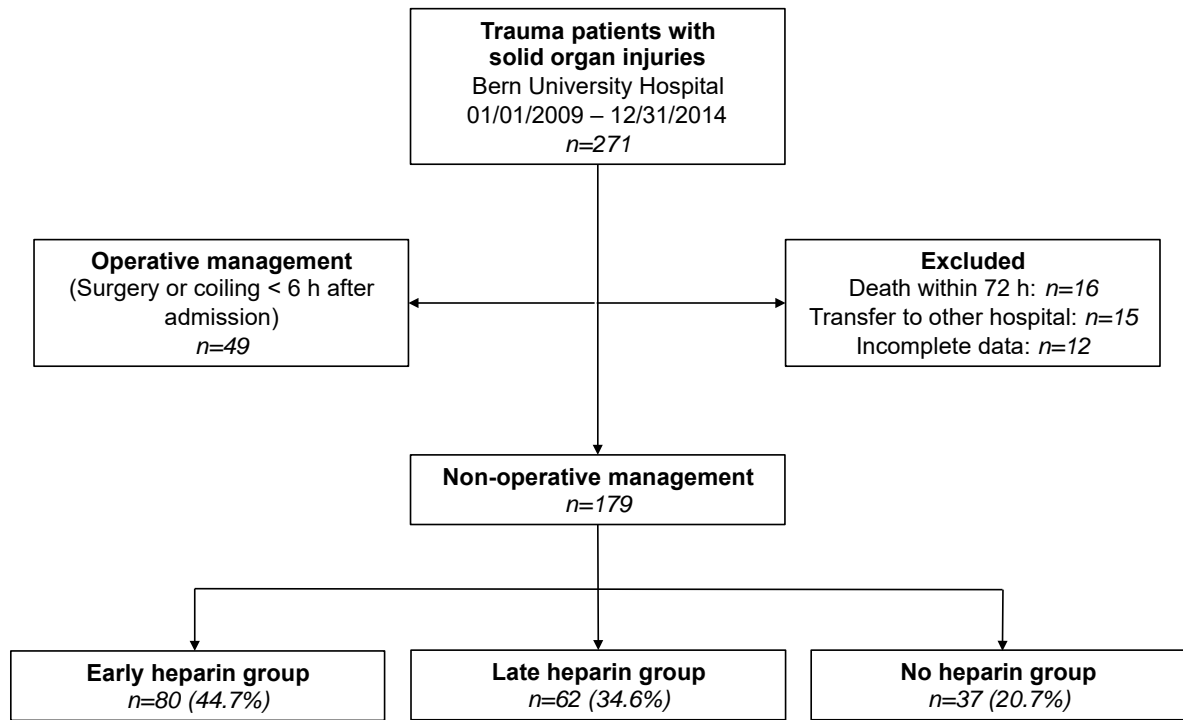 Trauma patients with
solid organ injuries
Bern University Hospital
01/01/2009 – 12/31/2014
n=271
Operative management
(Surgery or coiling < 6 h after
admission)
n=49
Excluded
Death within 72 h: n=16
Transfer to other hospital: n=15
Incomplete data: n=12
Non-operative management
n=179
Early heparin group
n=80 (44.7%)
Late heparin group
n=62 (34.6%)
No heparin group
n=37 (20.7%)